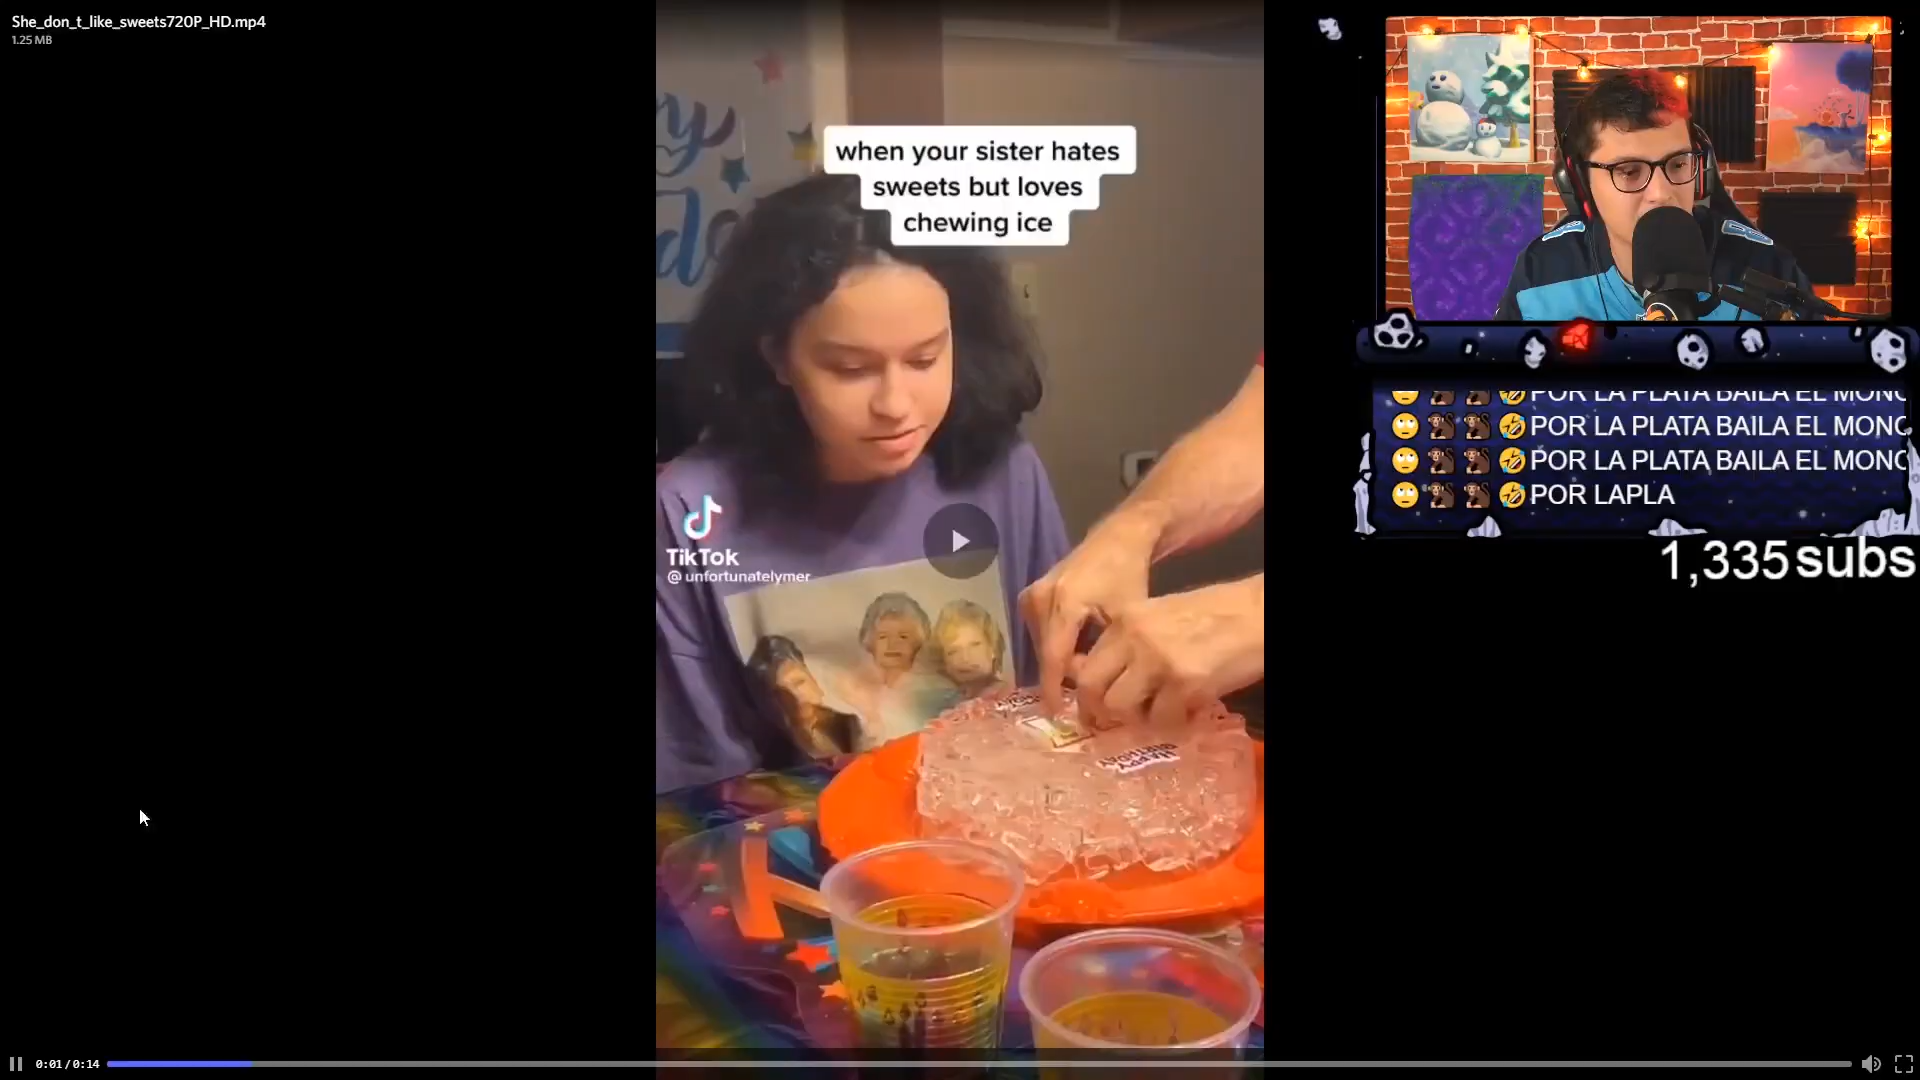 She_don_t_like_sweets720P_HD.mp4
1.25 MB
when your sister hates
sweets but loves
chewing ice
TikTok
@ unfortunatelymer
HAPPY
BIRTHDAY
🙄🐒🐒🤣POR LA PLATA BAILA EL MONO
🙄🐒🐒🤣POR LA PLATA BAILA EL MONO
🙄🐒🐒🤣POR LA PLATA BAILA EL MONO
🙄🐒🐒🤣POR LAPLA
1,335 subs
0:01/0:14